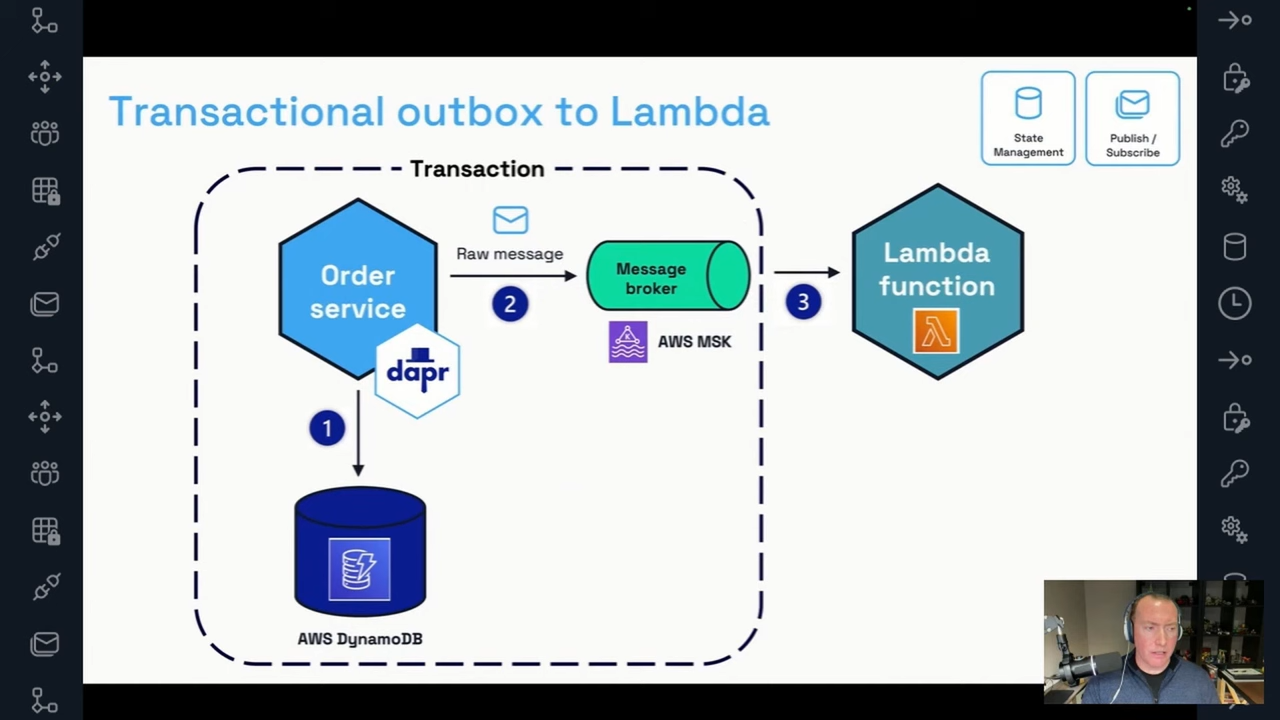 Transactional outbox to Lambda
State
Management
Publish /
Subscribe
Transaction
Order
service
dapr
1
Raw message
2
Message
broker
AWS MSK
3
Lambda
function
AWS DynamoDB